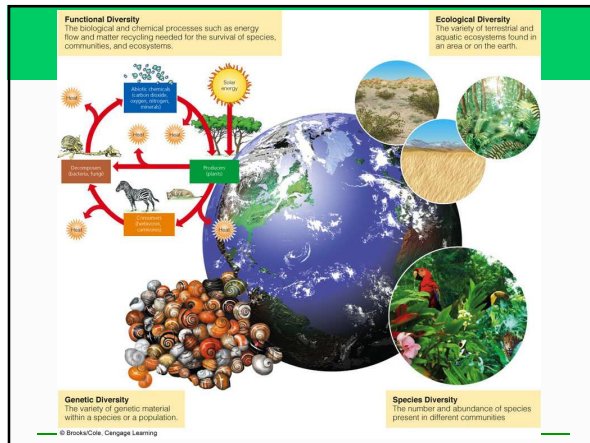 Functional Diversity
The biological and chemical processes such as energy
flow and matter recycling needed for the survival of species,
communities, and ecosystems.
Ecological Diversity
The variety of terrestrial and
aquatic ecosystems found in
an area or on the earth.
Solar
energy
Heat
Abiotic chemicals
(carbon dioxide,
oxygen, nitrogen,
minerals)
Heat
Heat
Decomposers
(bacteria, fungi)
Producers
(plants)
Heat
Consumers
(herbivores,
carnivores)
Heat
Genetic Diversity
The variety of genetic material
within a species or a population.
Species Diversity
The number and abundance of species
present in different communities
© Brooks/Cole, Cengage Learning